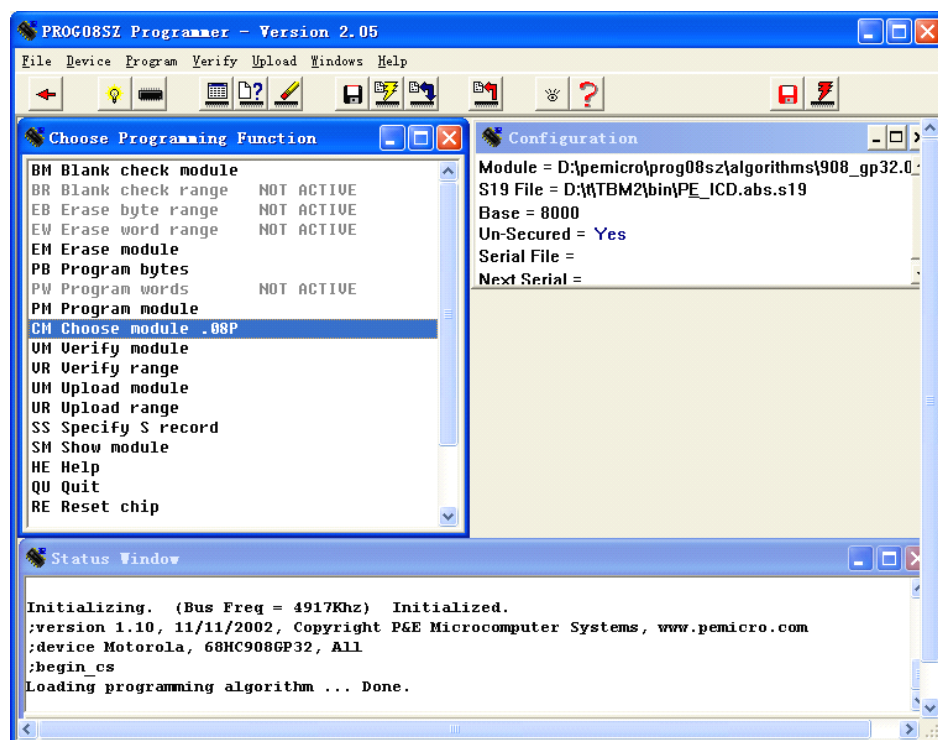 PROG08SZ Programmer - Version 2.05
File Device Program Verify Upload Windows Help
Choose Programming Function
BM Blank check module
BR Blank check range NOT ACTIVE
EB Erase byte range NOT ACTIVE
EW Erase word range NOT ACTIVE
EM Erase module
PB Program bytes
PW Program words NOT ACTIVE
PM Program module
CM Choose module .08P
VM Verify module
VR Verify range
UM Upload module
UR Upload range
SS Specify S record
SM Show module
HE Help
QU Quit
RE Reset chip
Configuration
Module = D:\pemicro\prog08sz\algorithms\908_gp32.0
S19 File = D:\t\TBM2\bin\PE_ICD.abs.s19
Base = 8000
Un-Secured = Yes
Serial File =
Next Serial =
Status Window
Initializing. (Bus Freq = 4917Khz) Initialized.
;version 1.10, 11/11/2002, Copyright P&E Microcomputer Systems, www.pemicro.com
;device Motorola, 68HC908GP32, All
;begin_cs
Loading programming algorithm ... Done.